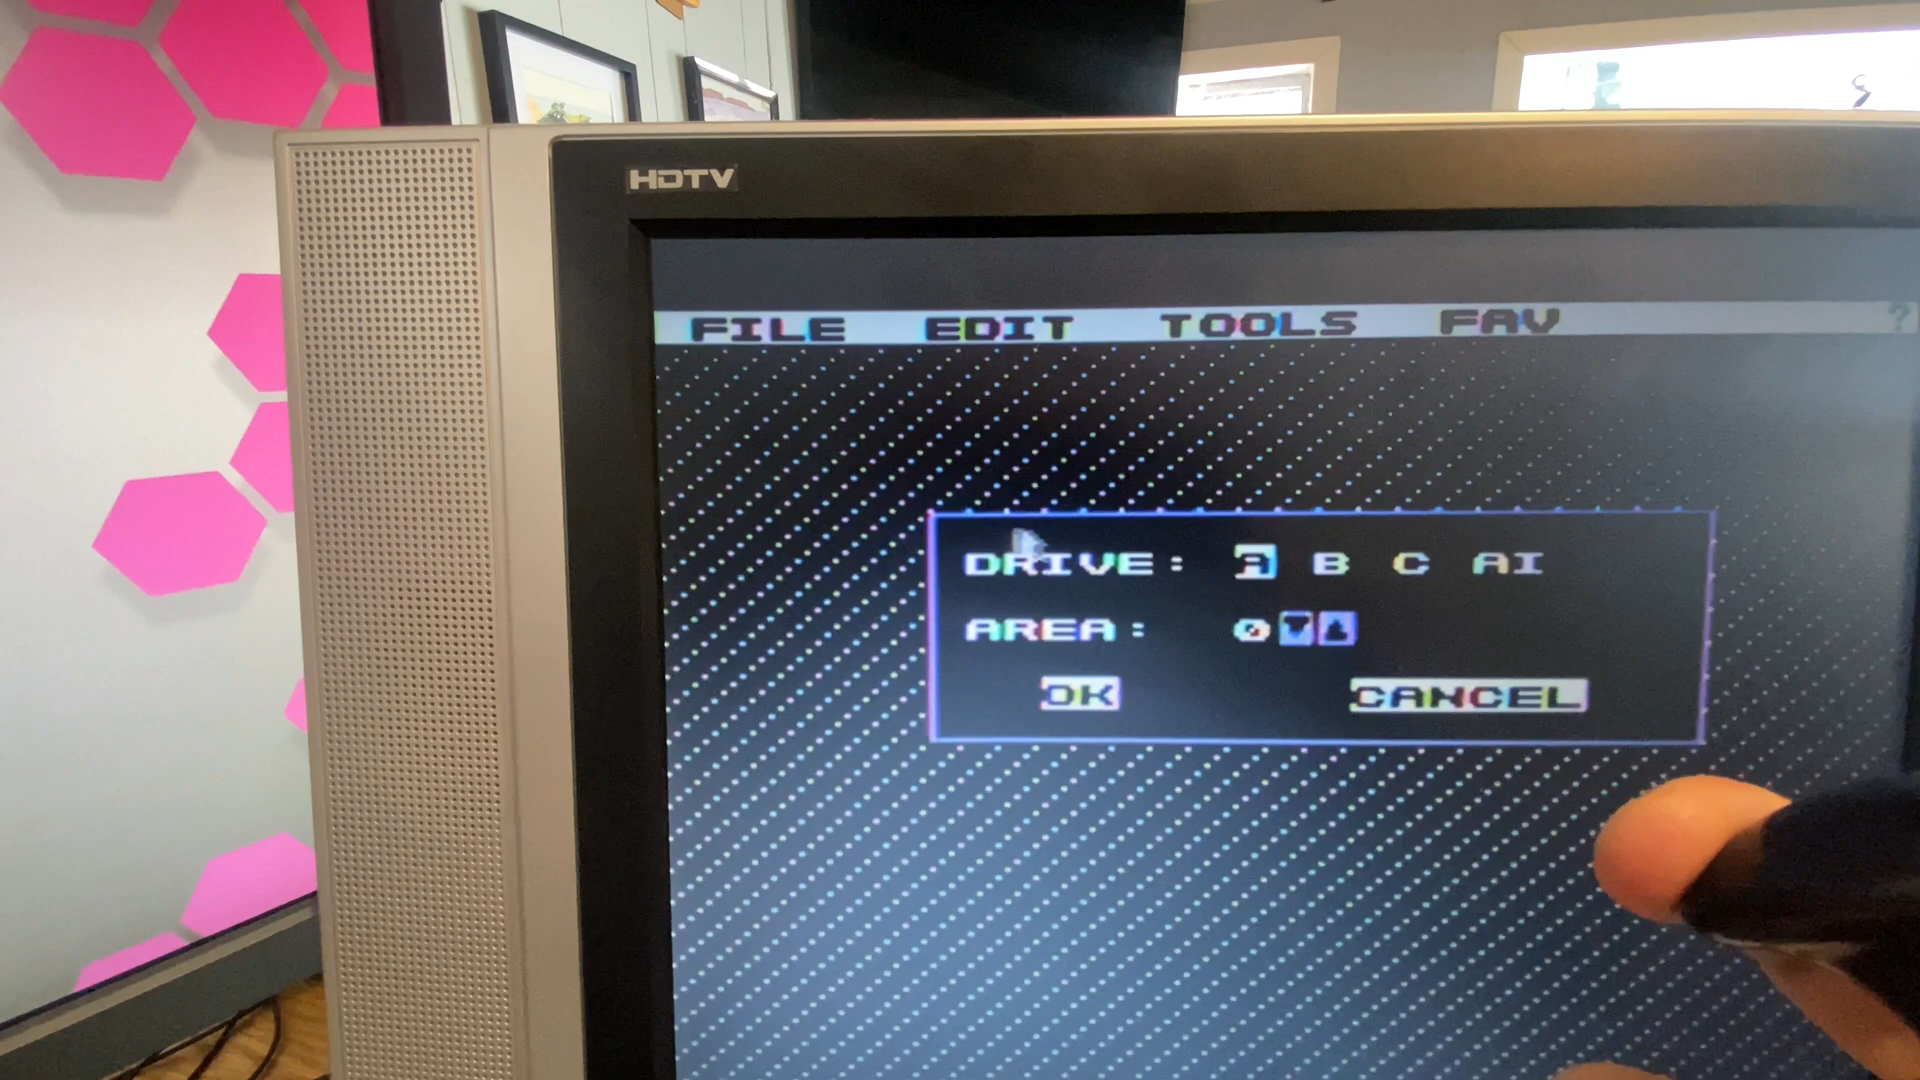 HDTV
FILE EDIT TOOLS FAV ?
DRIVE: A B C AI
AREA: 0
OK CANCEL